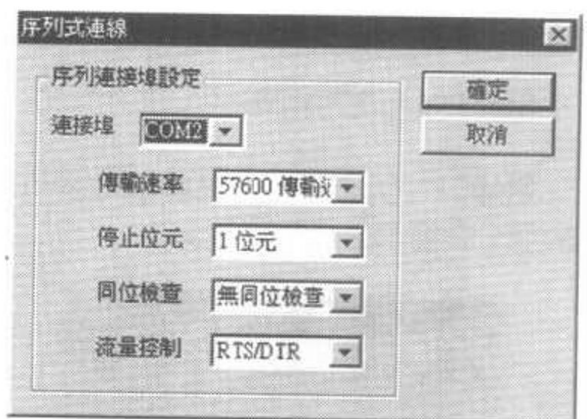 序列式連線
序列連接埠設定
確定
連接埠 COM2
取消
傳輸速率 57600 傳輸
停止位元 1 位元
同位檢查 無同位檢查
流量控制 RTS/DTR